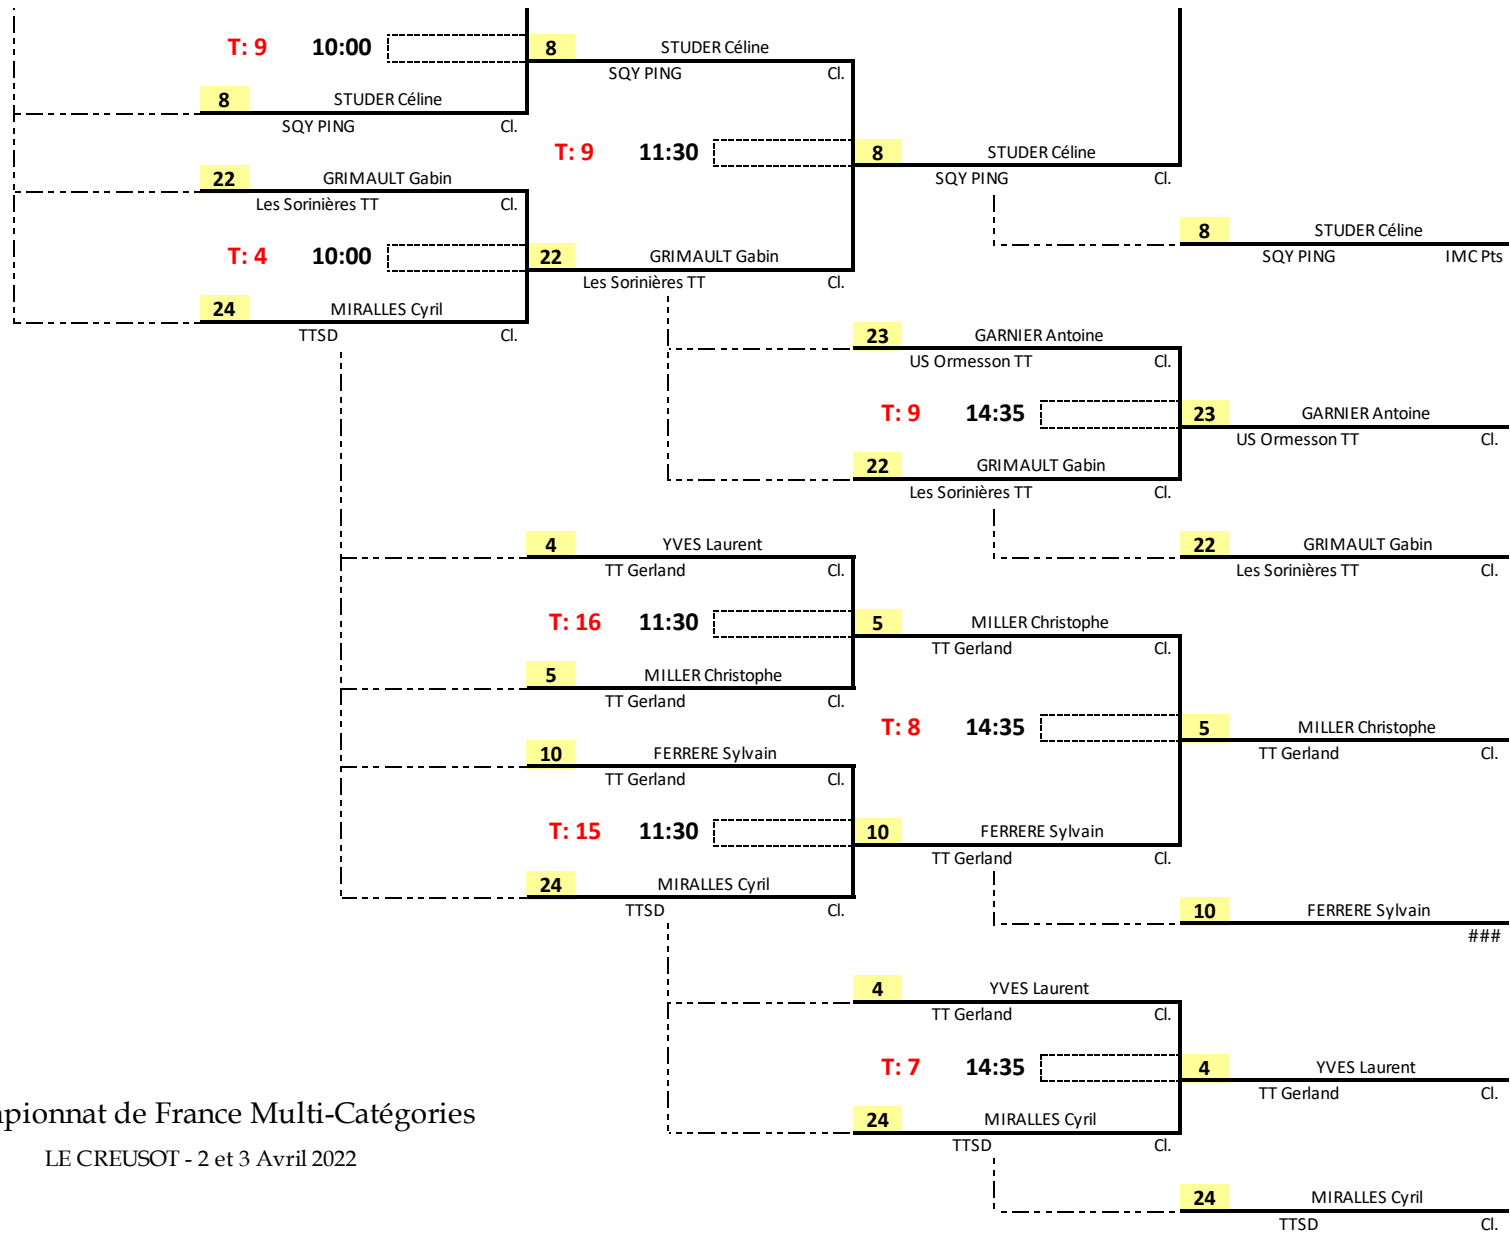 T: 9 10:00 8 STUDER Céline
SQY PING Cl.
8 STUDER Céline
SQY PING Cl.
T: 9 11:30 8 STUDER Céline
SQY PING Cl.
22 GRIMAULT Gabin
Les Sorinières TT Cl.
8 STUDER Céline
SQY PING IMC Pts
T: 4 10:00 22 GRIMAULT Gabin
Les Sorinières TT Cl.
24 MIRALLES Cyril
TTSD Cl.
23 GARNIER Antoine
US Ormesson TT Cl.
T: 9 14:35 23 GARNIER Antoine
US Ormesson TT Cl.
22 GRIMAULT Gabin
Les Sorinières TT Cl.
4 YVES Laurent
TT Gerland Cl.
22 GRIMAULT Gabin
Les Sorinières TT Cl.
T: 16 11:30 5 MILLER Christophe
TT Gerland Cl.
5 MILLER Christophe
TT Gerland Cl.
T: 8 14:35 5 MILLER Christophe
TT Gerland Cl.
10 FERRERE Sylvain
TT Gerland Cl.
T: 15 11:30 10 FERRERE Sylvain
TT Gerland Cl.
24 MIRALLES Cyril
TTSD Cl.
10 FERRERE Sylvain
###
4 YVES Laurent
TT Gerland Cl.
T: 7 14:35 4 YVES Laurent
TT Gerland Cl.
24 MIRALLES Cyril
TTSD Cl.
24 MIRALLES Cyril
TTSD Cl.
pionnat de France Multi-Catégories
LE CREUSOT - 2 et 3 Avril 2022